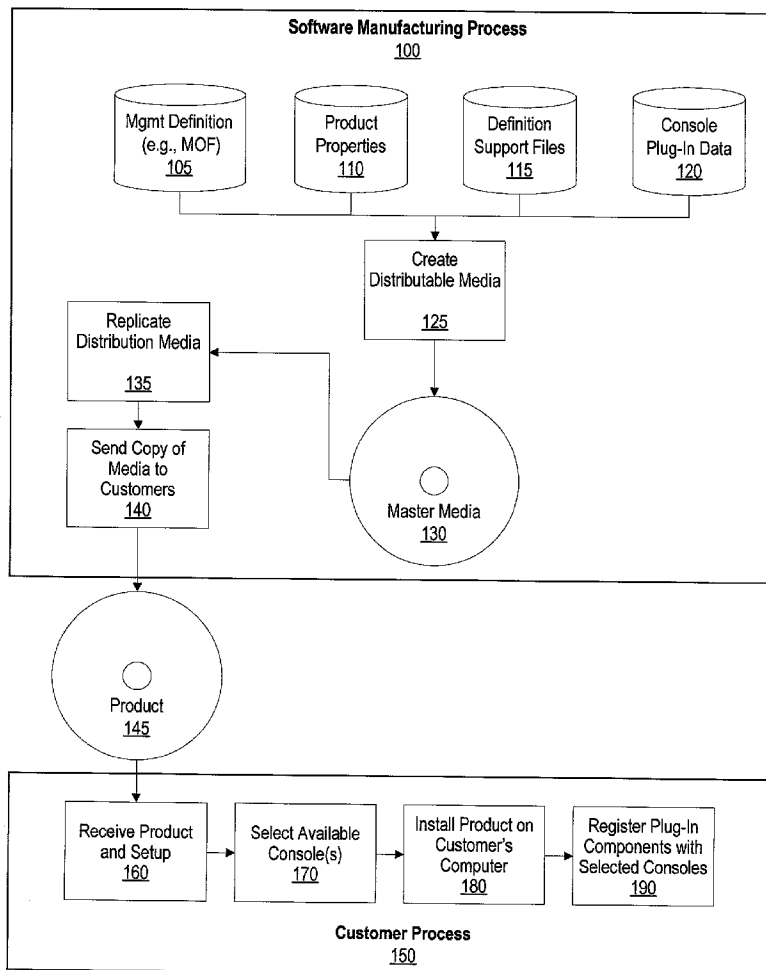 Software Manufacturing Process
100
Mgmt Definition
(e.g., MOF)
105
Product
Properties
110
Definition
Support Files
115
Console
Plug-In Data
120
Create
Distributable Media
125
Replicate
Distribution Media
135
Send Copy of
Media to
Customers
140
Master Media
130
Product
145
Receive Product
and Setup
160
Select Available
Console(s)
170
Install Product on
Customer's
Computer
180
Register Plug-In
Components with
Selected Consoles
190
Customer Process
150